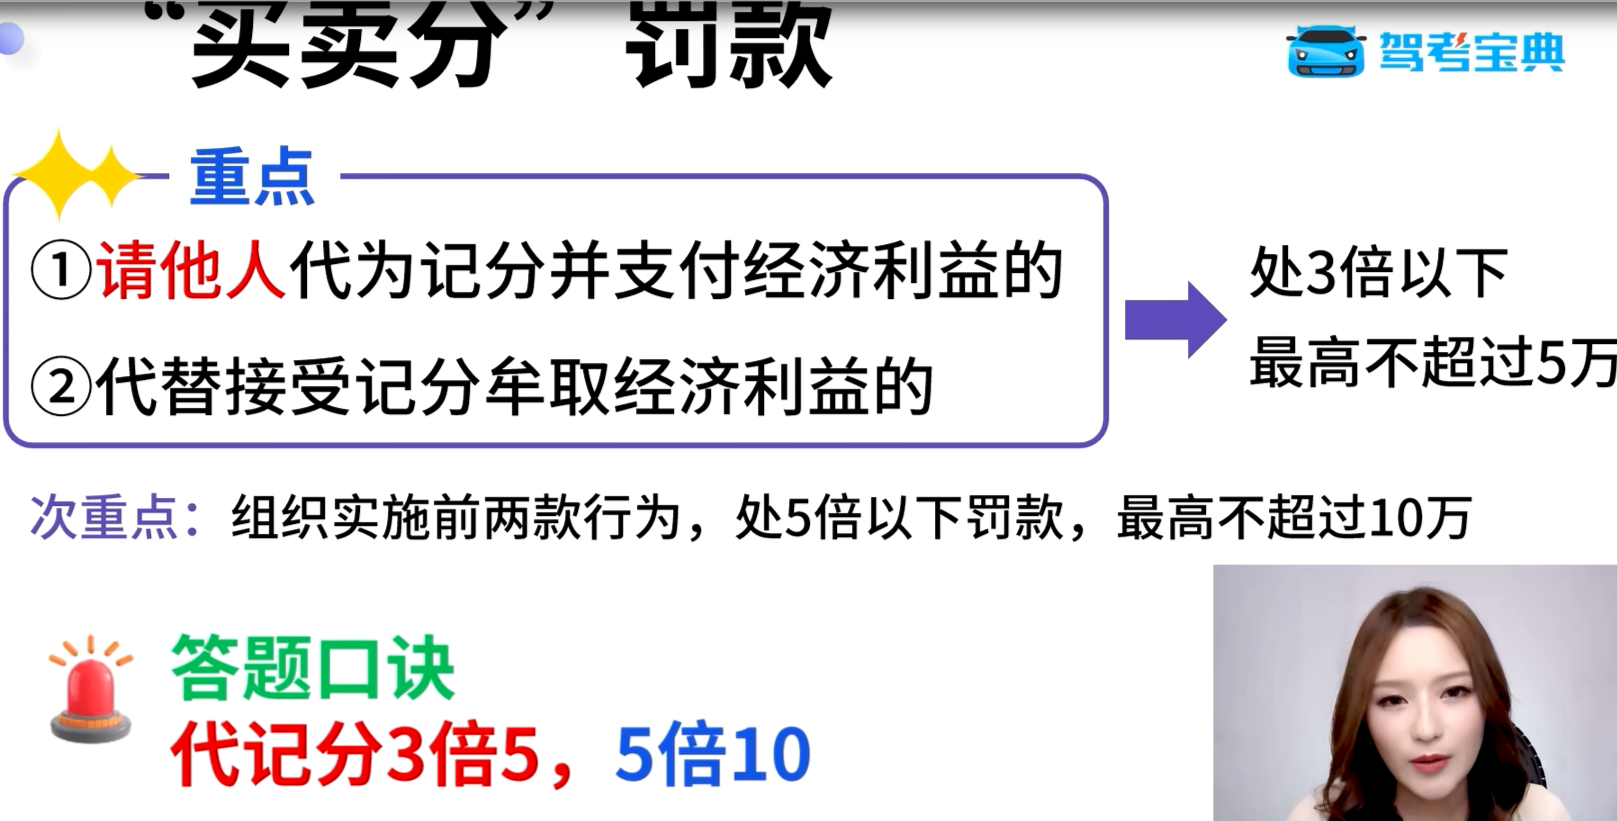 “买卖分” 罚款
驾考宝典
重点
①请他人代为记分并支付经济利益的
②代替接受记分牟取经济利益的
处3倍以下
最高不超过5万
次重点：组织实施前两款行为，处5倍以下罚款，最高不超过10万
答题口诀
代记分3倍5，5倍10